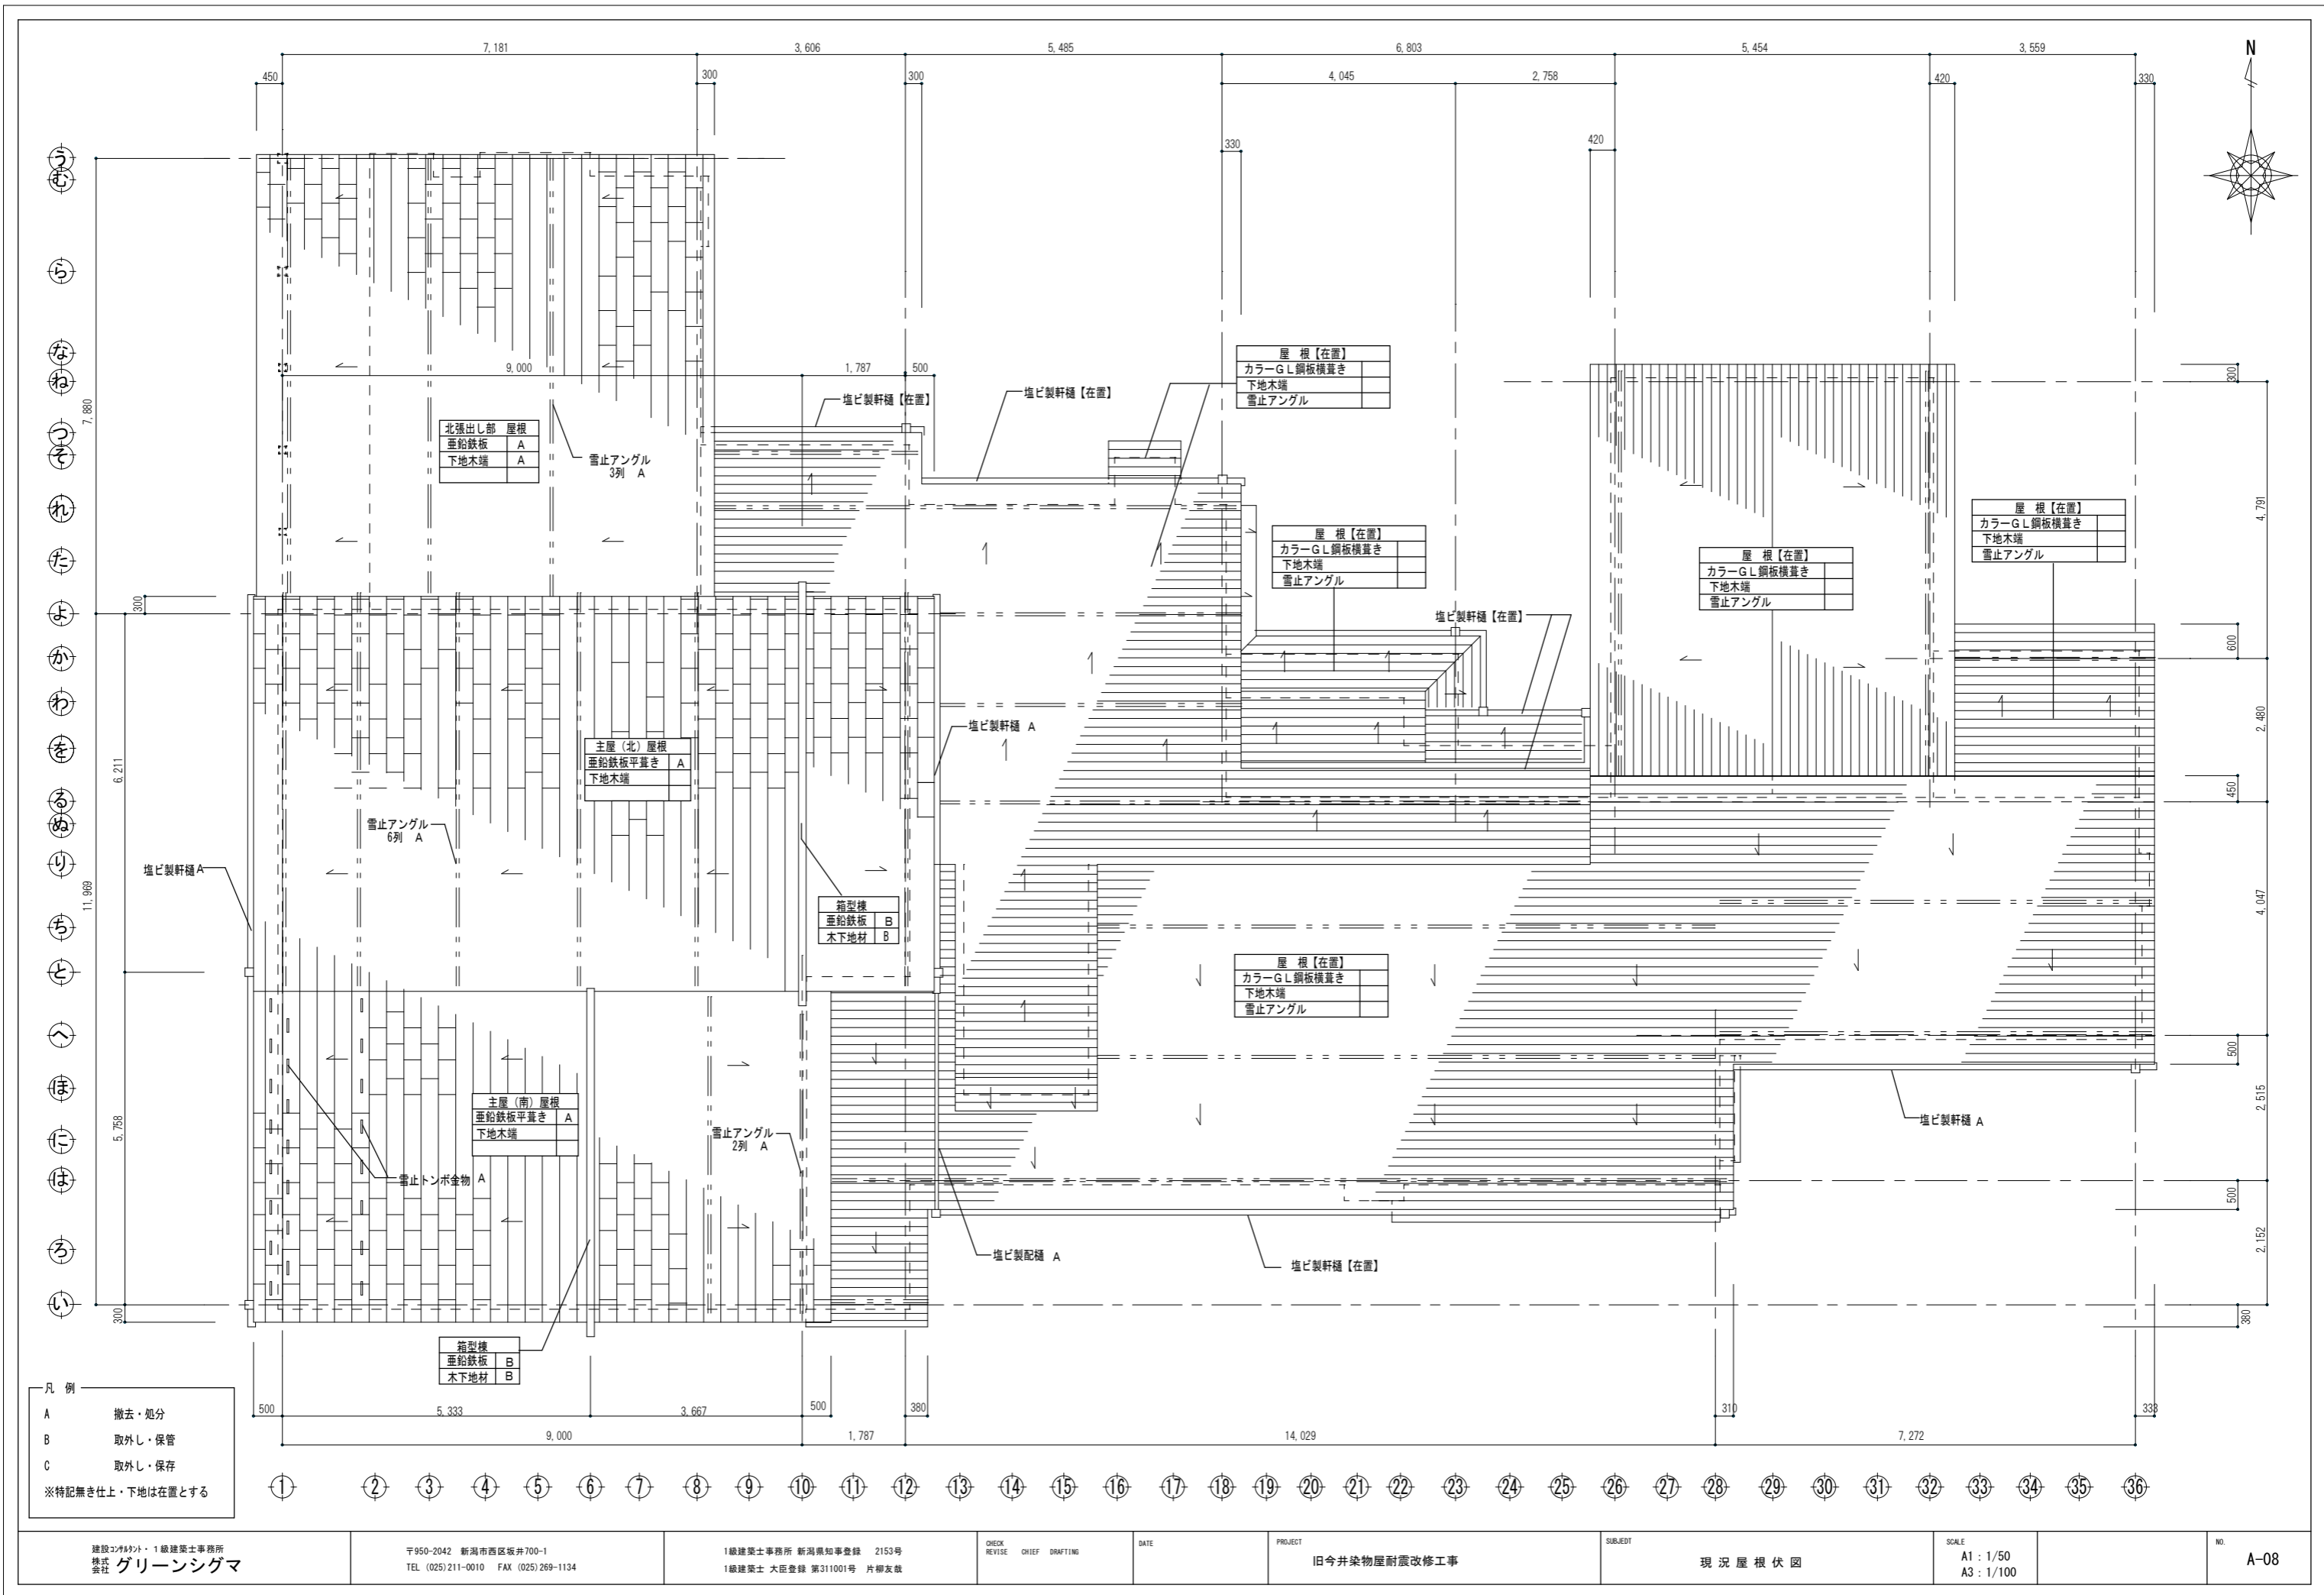 7,181
3,606
5,485
6,803
5,454
3,559
N
450
300
300
4,045
2,758
420
330
330
420
う
む
ら
な
ね
つ
そ
れ
た
よ
か
わ
を
る
ぬ
り
ち
と
へ
ほ
に
は
ろ
い
7,880
300
6,211
11,969
5,758
300
9,000
1,787
500
塩ビ製軒樋【在置】
塩ビ製軒樋【在置】
屋 根【在置】
カラーGL鋼板横葺き
下地木端
雪止アングル
北張出し部 屋根
亜鉛鉄板 A
下地木端 A
雪止アングル
3列 A
屋 根【在置】
カラーGL鋼板横葺き
下地木端
雪止アングル
屋 根【在置】
カラーGL鋼板横葺き
下地木端
雪止アングル
屋 根【在置】
カラーGL鋼板横葺き
下地木端
雪止アングル
塩ビ製軒樋【在置】
300
4,791
600
2,480
450
4,047
500
2,515
500
2,152
380
主屋(北)屋根
亜鉛鉄板平葺き A
下地木端
塩ビ製軒樋 A
雪止アングル
6列 A
塩ビ製軒樋A
箱型棟
亜鉛鉄板 B
木下地材 B
屋 根【在置】
カラーGL鋼板横葺き
下地木端
雪止アングル
主屋(南)屋根
亜鉛鉄板平葺き A
下地木端
雪止アングル
2列 A
雪止トンボ金物 A
塩ビ製軒樋 A
塩ビ製配樋 A
塩ビ製軒樋【在置】
箱型棟
亜鉛鉄板 B
木下地材 B
凡 例
A 撤去・処分
B 取外し・保管
C 取外し・保存
※特記無き仕上・下地は在置とする
500
5,333
3,667
500
380
310
333
9,000
1,787
14,029
7,272
1 2 3 4 5 6 7 8 9 10 11 12 13 14 15 16 17 18 19 20 21 22 23 24 25 26 27 28 29 30 31 32 33 34 35 36
建設コンサルタント・1級建築士事務所
株式会社 グリーンシグマ
〒950-2042 新潟市西区坂井700-1
TEL (025)211-0010 FAX (025)269-1134
1級建築士事務所 新潟県知事登録 2153号
1級建築士 大臣登録 第311001号 片柳友哉
CHECK
REVISE CHIEF DRAFTING
DATE
PROJECT
旧今井染物屋耐震改修工事
SUBJEDT
現 況 屋 根 伏 図
SCALE
A1 : 1/50
A3 : 1/100
NO.
A-08